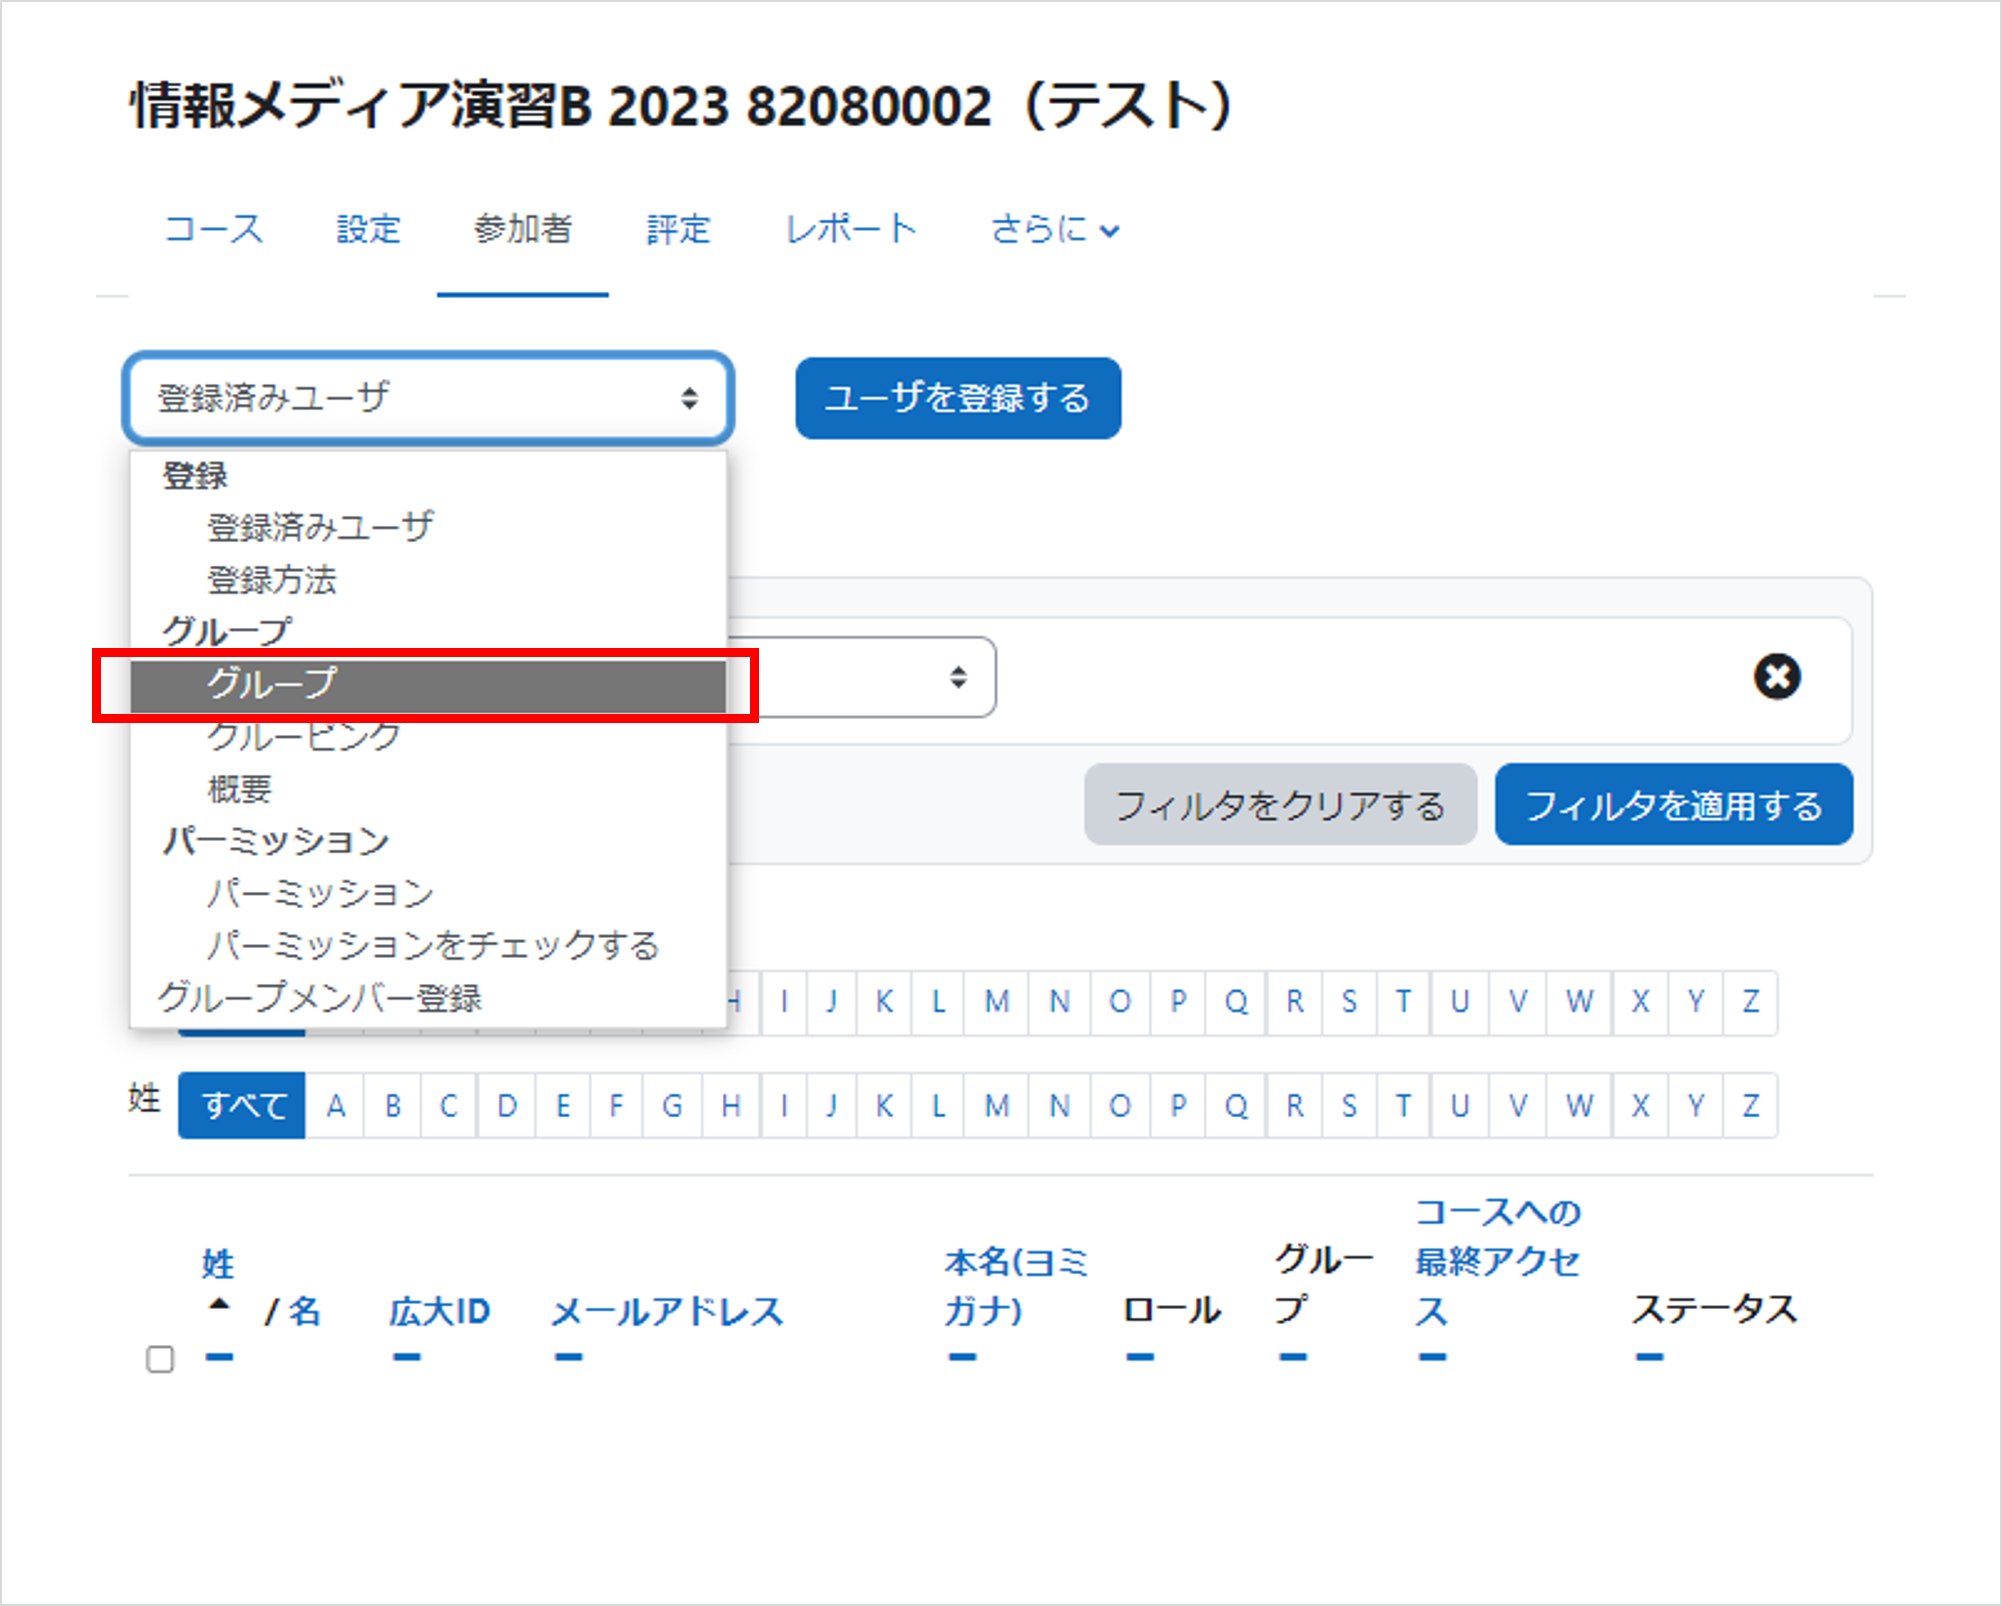 情報メディア演習B 2023 82080002（テスト）
コース 設定 参加者 評定 レポート さらに
登録済みユーザ ユーザを登録する
登録
登録済みユーザ
登録方法
グループ
グループ
グルーピング
概要
パーミッション
パーミッション
パーミッションをチェックする
グループメンバー登録
フィルタをクリアする フィルタを適用する
H I J K L M N O P Q R S T U V W X Y Z
姓 すべて A B C D E F G H I J K L M N O P Q R S T U V W X Y Z
姓 / 名
広大ID
メールアドレス
本名(ヨミ
ガナ)
ロール
グルー
プ
コースへの
最終アクセ
ス
ステータス